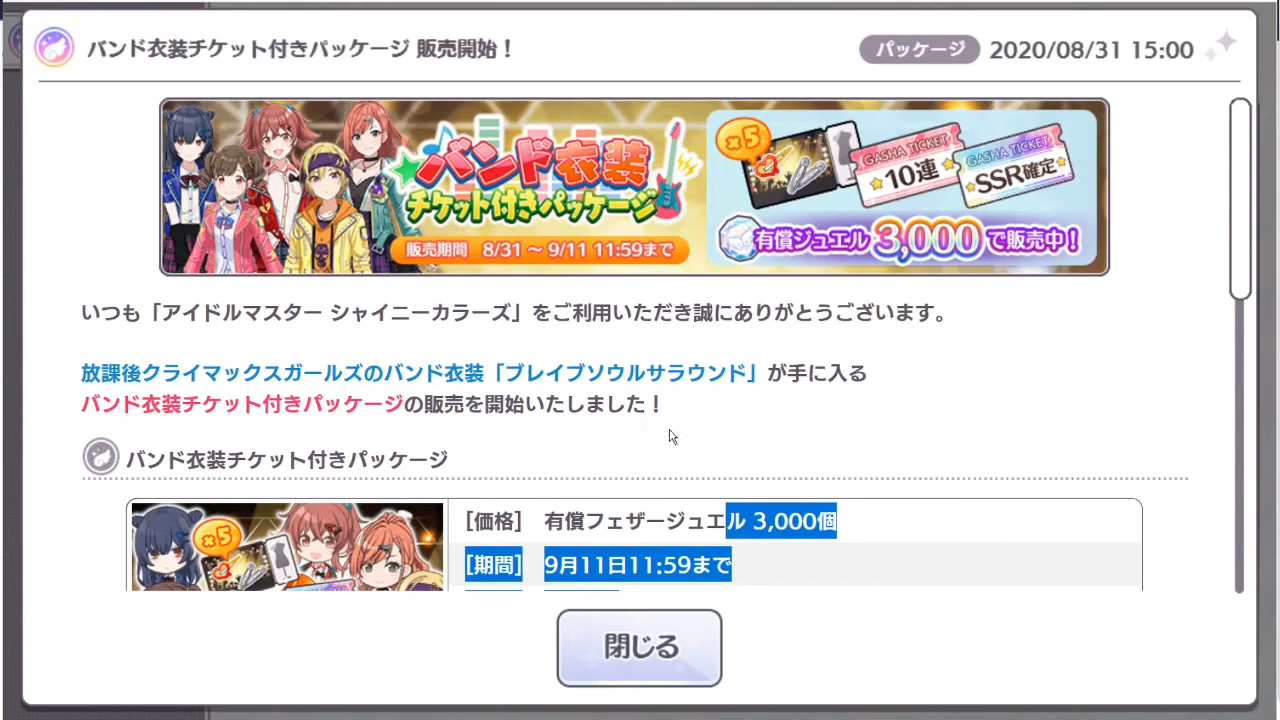 バンド衣装チケット付きパッケージ 販売開始！
パッケージ 2020/08/31 15:00
バンド衣装
チケット付きパッケージ
販売期間 8/31 ～ 9/11 11:59まで
×5
GASHA TICKET
10連
GASHA TICKET
SSR確定
有償ジュエル3,000で販売中！
いつも「アイドルマスター シャイニーカラーズ」をご利用いただき誠にありがとうございます。
放課後クライマックスガールズのバンド衣装「ブレイブソウルサラウンド」が手に入る
バンド衣装チケット付きパッケージの販売を開始いたしました！
バンド衣装チケット付きパッケージ
×5
[価格] 有償フェザージュエル 3,000個
[期間] 9月11日11:59まで
閉じる